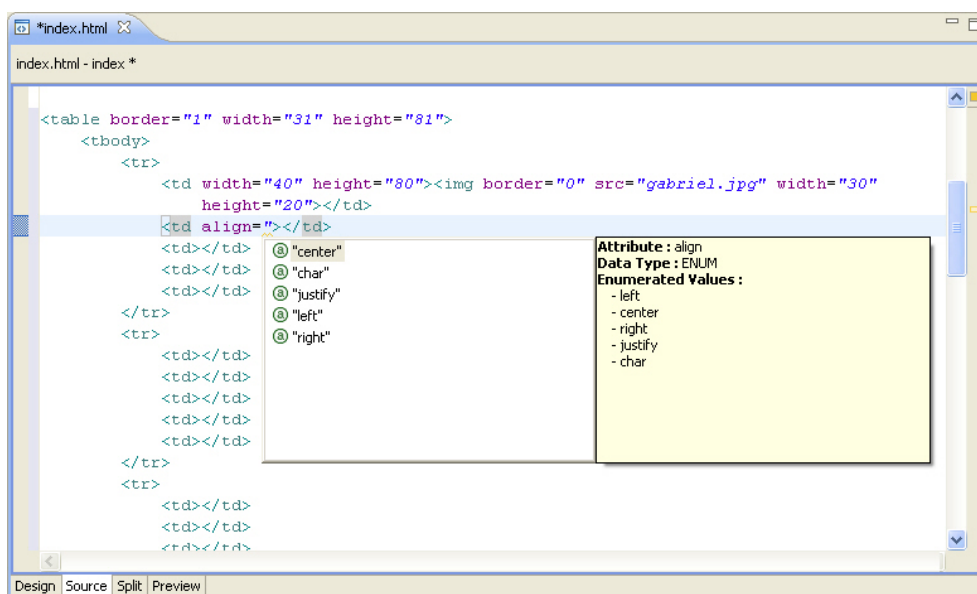 *index.html
index.html - index *
<table border="1" width="31" height="81">
<tbody>
<tr>
<td width="40" height="80"><img border="0" src="gabriel.jpg" width="30"
height="20"></td>
<td align="></td>
<td></td>
<td></td>
<td></td>
</tr>
<tr>
<td></td>
<td></td>
<td></td>
<td></td>
<td></td>
</tr>
<tr>
<td></td>
<td></td>
<td></td>
"center"
"char"
"justify"
"left"
"right"
Attribute : align
Data Type : ENUM
Enumerated Values :
- left
- center
- right
- justify
- char
Design Source Split Preview